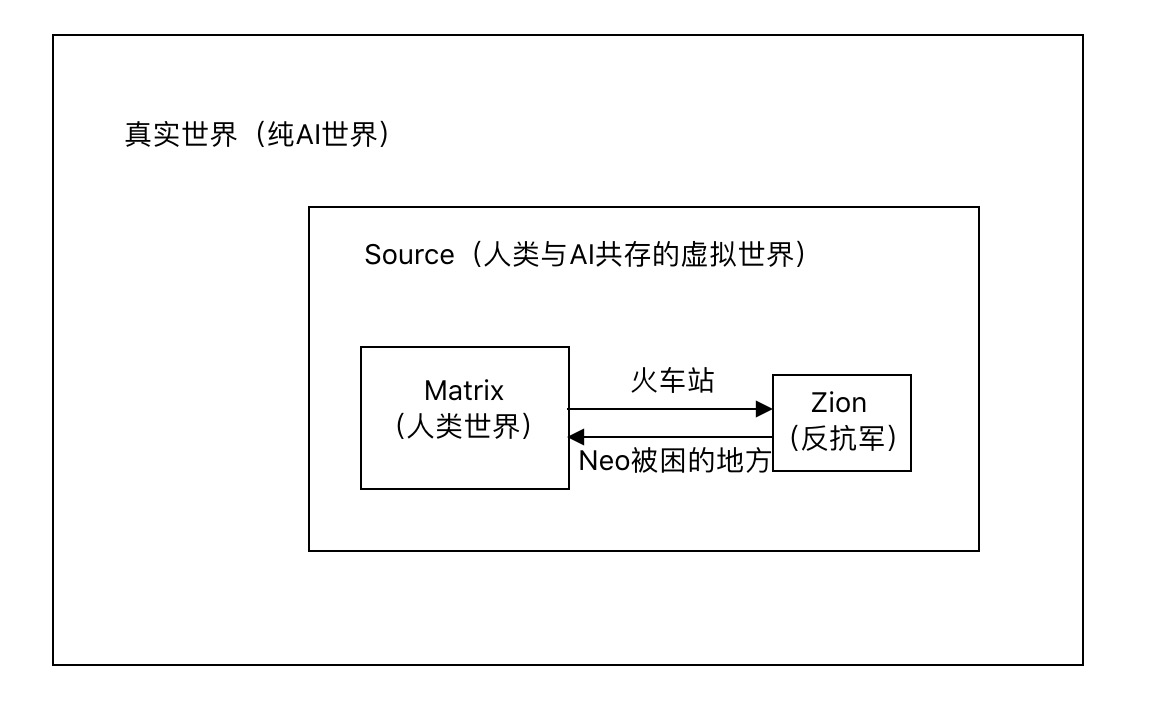 真实世界（纯AI世界）
Source（人类与AI共存的虚拟世界）
Matrix
（人类世界）
火车站
Neo被困的地方
Zion
（反抗军）